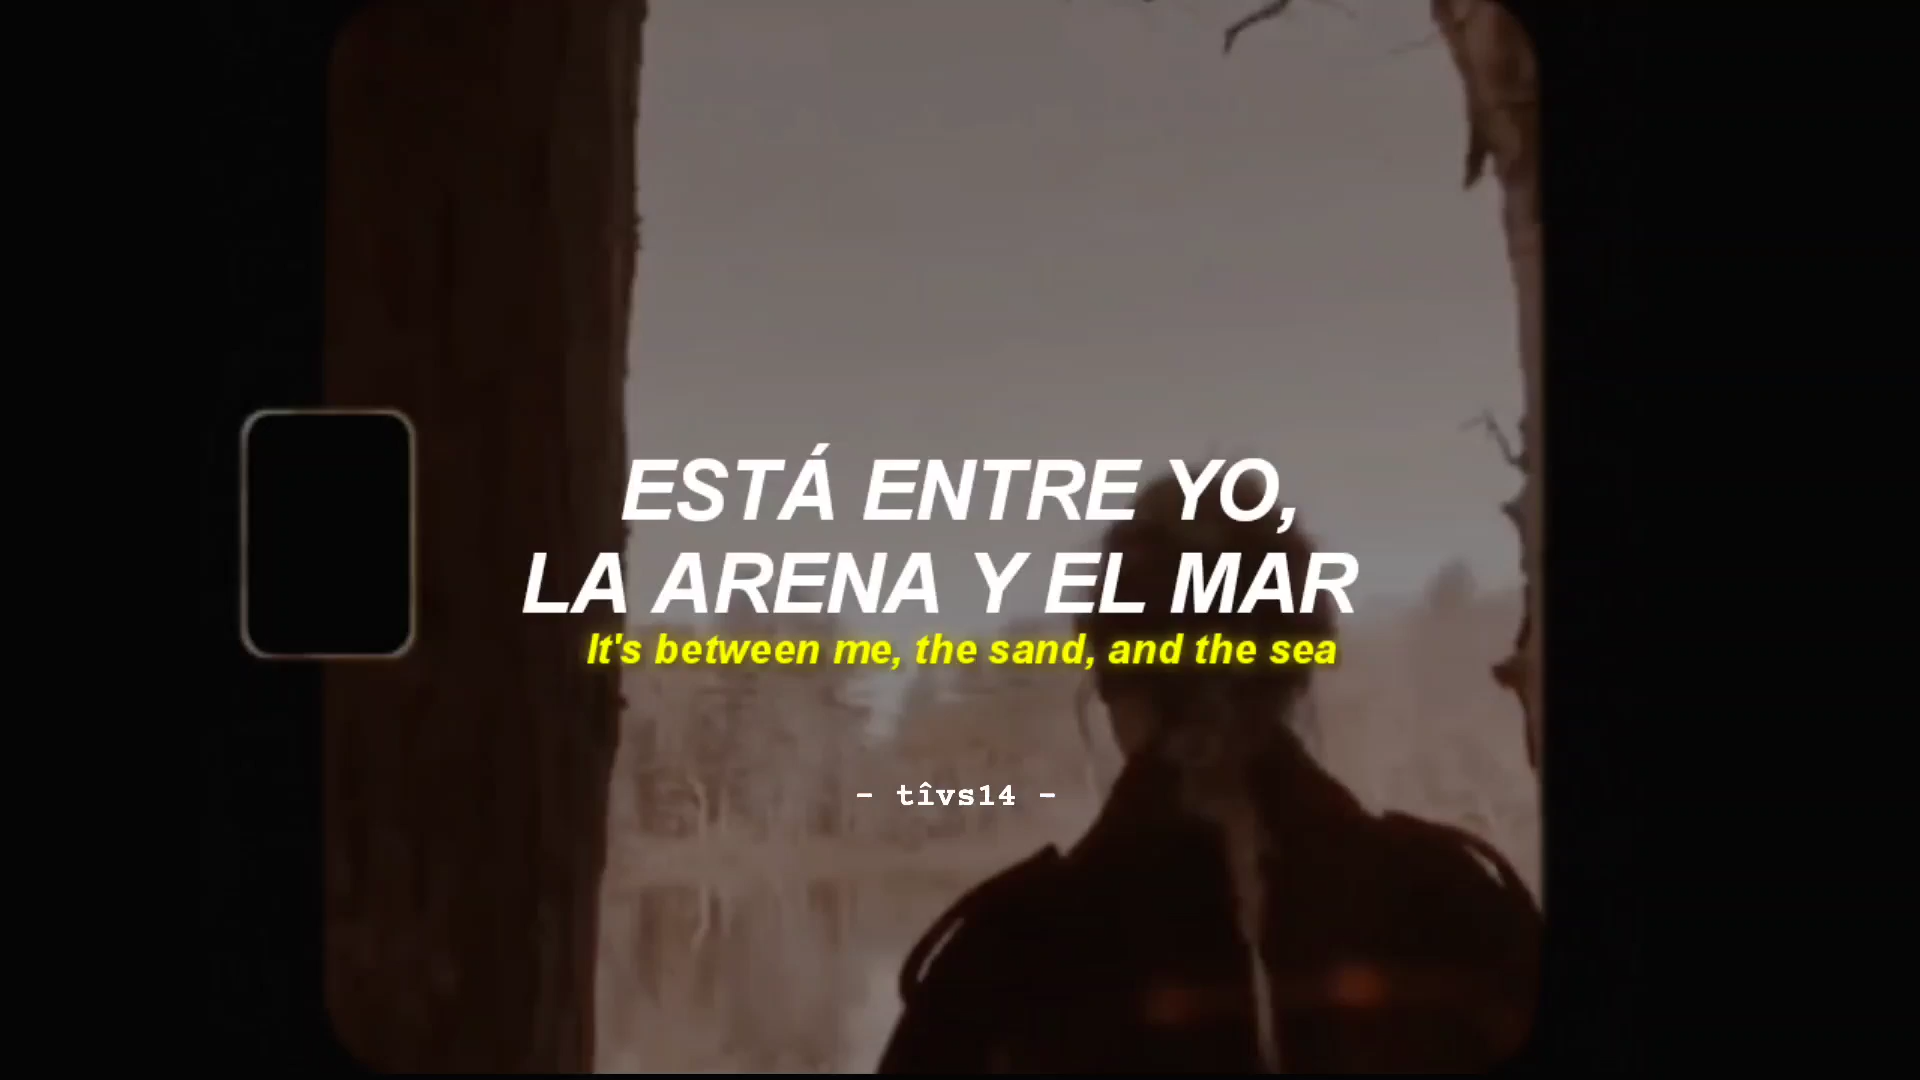 ESTÁ ENTRE YO,
LA ARENA Y EL MAR
It's between me, the sand, and the sea
- tîvs14 -